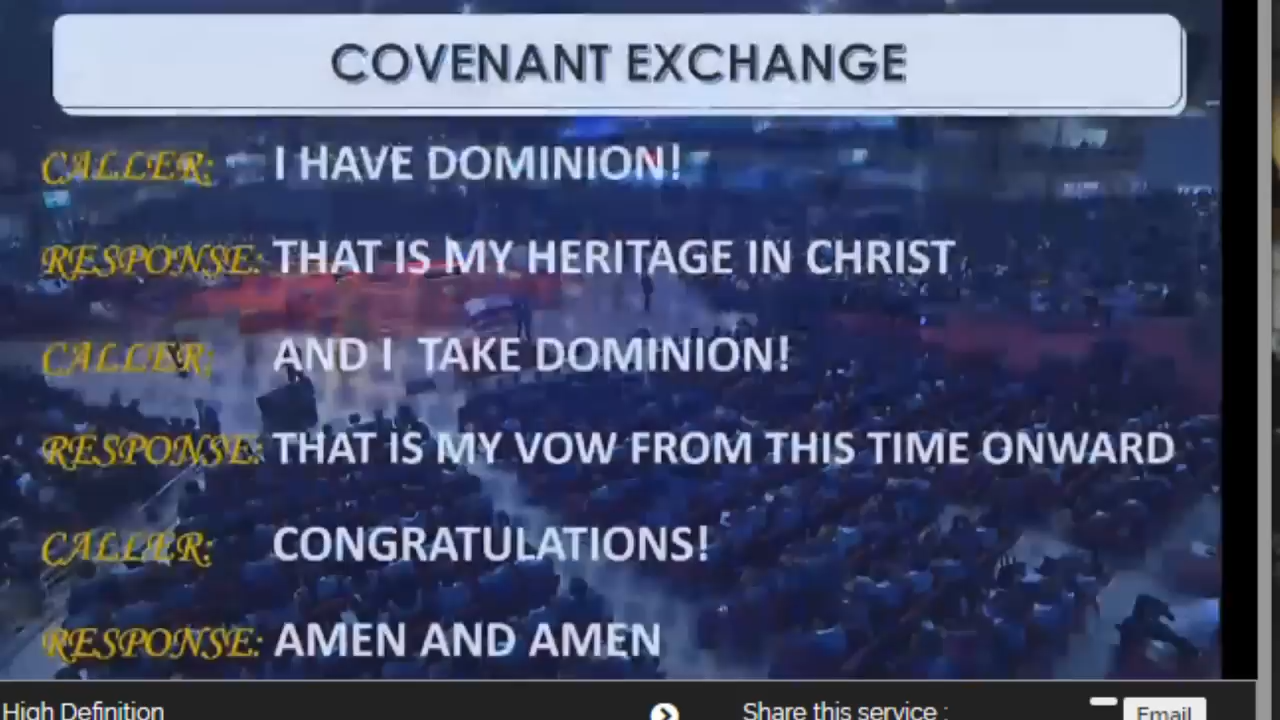 COVENANT EXCHANGE
CALLER: I HAVE DOMINION!
RESPONSE: THAT IS MY HERITAGE IN CHRIST
CALLER: AND I TAKE DOMINION!
RESPONSE: THAT IS MY VOW FROM THIS TIME ONWARD
CALLER: CONGRATULATIONS!
RESPONSE: AMEN AND AMEN
High Definition Share this service : Email